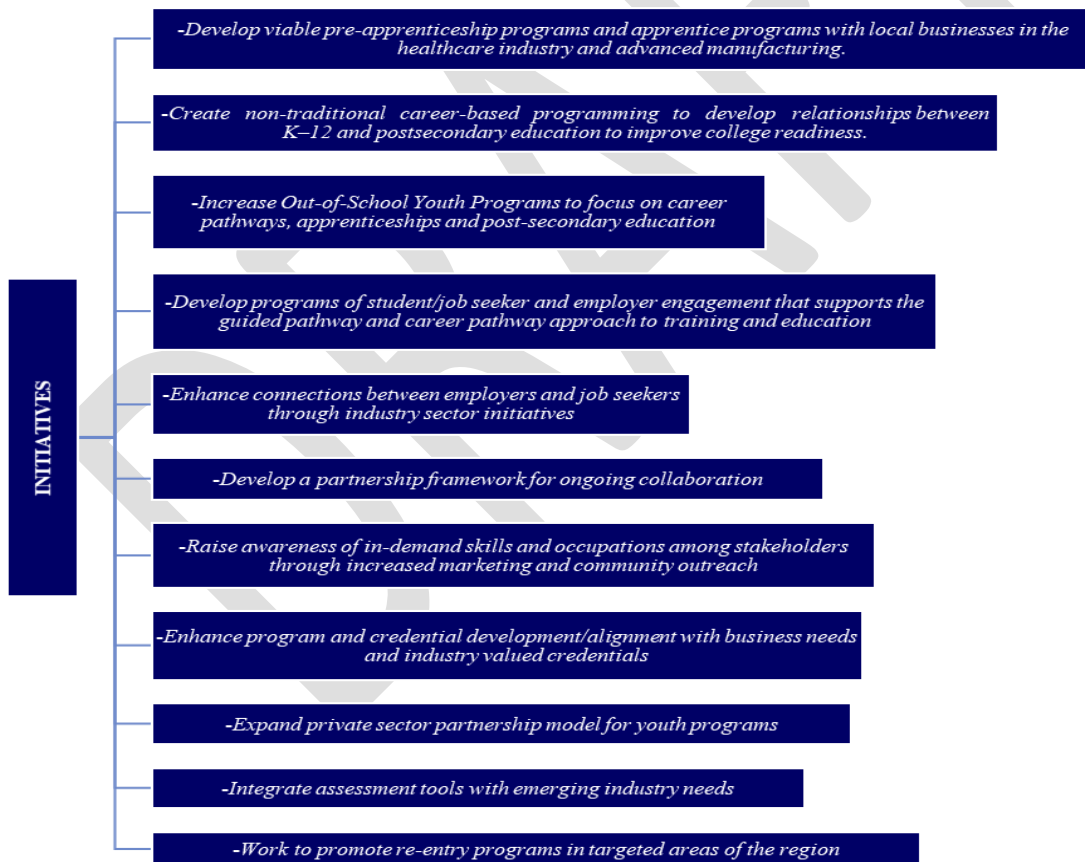 -Develop viable pre-apprenticeship programs and apprentice programs with local businesses in the
healthcare industry and advanced manufacturing.
-Create non-traditional career-based programming to develop relationships between
K–12 and postsecondary education to improve college readiness.
-Increase Out-of-School Youth Programs to focus on career
pathways, apprenticeships and post-secondary education
-Develop programs of student/job seeker and employer engagement that supports the
guided pathway and career pathway approach to training and education
INITIATIVES
-Enhance connections between employers and job seekers
through industry sector initiatives
-Develop a partnership framework for ongoing collaboration
-Raise awareness of in-demand skills and occupations among stakeholders
through increased marketing and community outreach
-Enhance program and credential development/alignment with business needs
and industry valued credentials
-Expand private sector partnership model for youth programs
-Integrate assessment tools with emerging industry needs
-Work to promote re-entry programs in targeted areas of the region